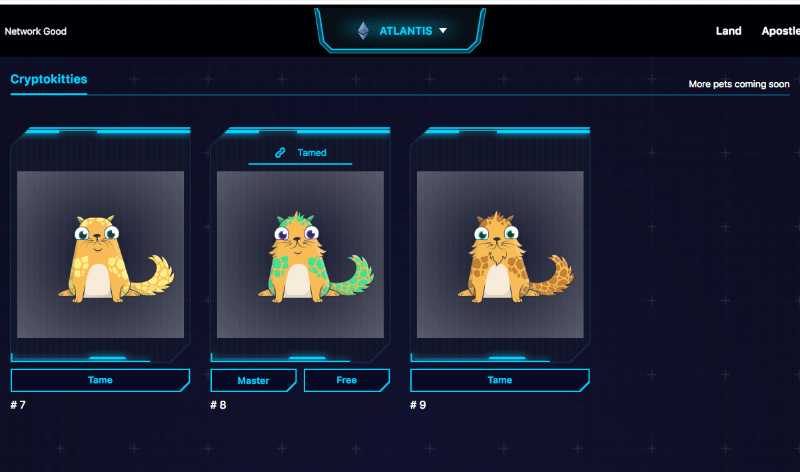 Network Good
ATLANTIS
Land
Apostle
Cryptokitties
More pets coming soon
Tamed
Tame
Master
Free
Tame
# 7
# 8
# 9